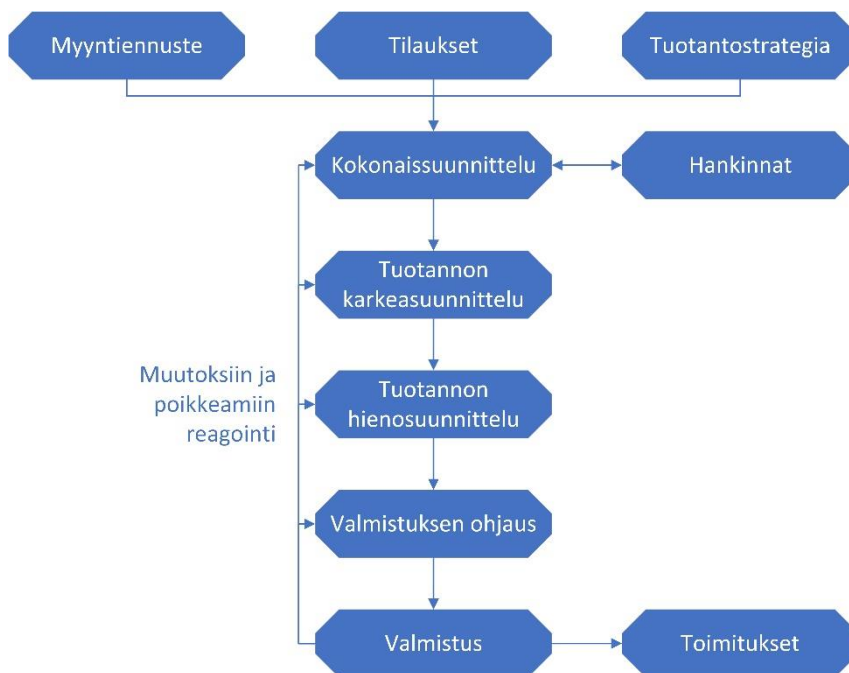 Myyntiennuste
Tilaukset
Tuotantostrategia
Kokonaissuunnittelu
Hankinnat
Tuotannon
karkeasuunnittelu
Muutoksiin ja
poikkeamiin
reagointi
Tuotannon
hienosuunnittelu
Valmistuksen ohjaus
Valmistus
Toimitukset